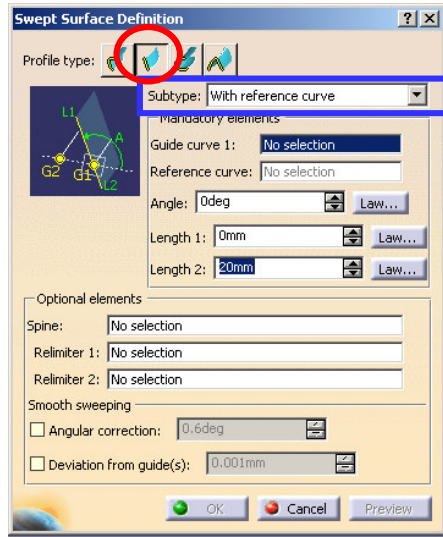 Swept Surface Definition ? X
Profile type:
Subtype: With reference curve
Mandatory elements
L1 A G2 G1 L2
Guide curve 1: No selection
Reference curve: No selection
Angle: 0deg Law...
Length 1: 0mm Law...
Length 2: 20mm Law...
Optional elements
Spine: No selection
Relimiter 1: No selection
Relimiter 2: No selection
Smooth sweeping
Angular correction: 0.6deg
Deviation from guide(s): 0.001mm
OK Cancel Preview